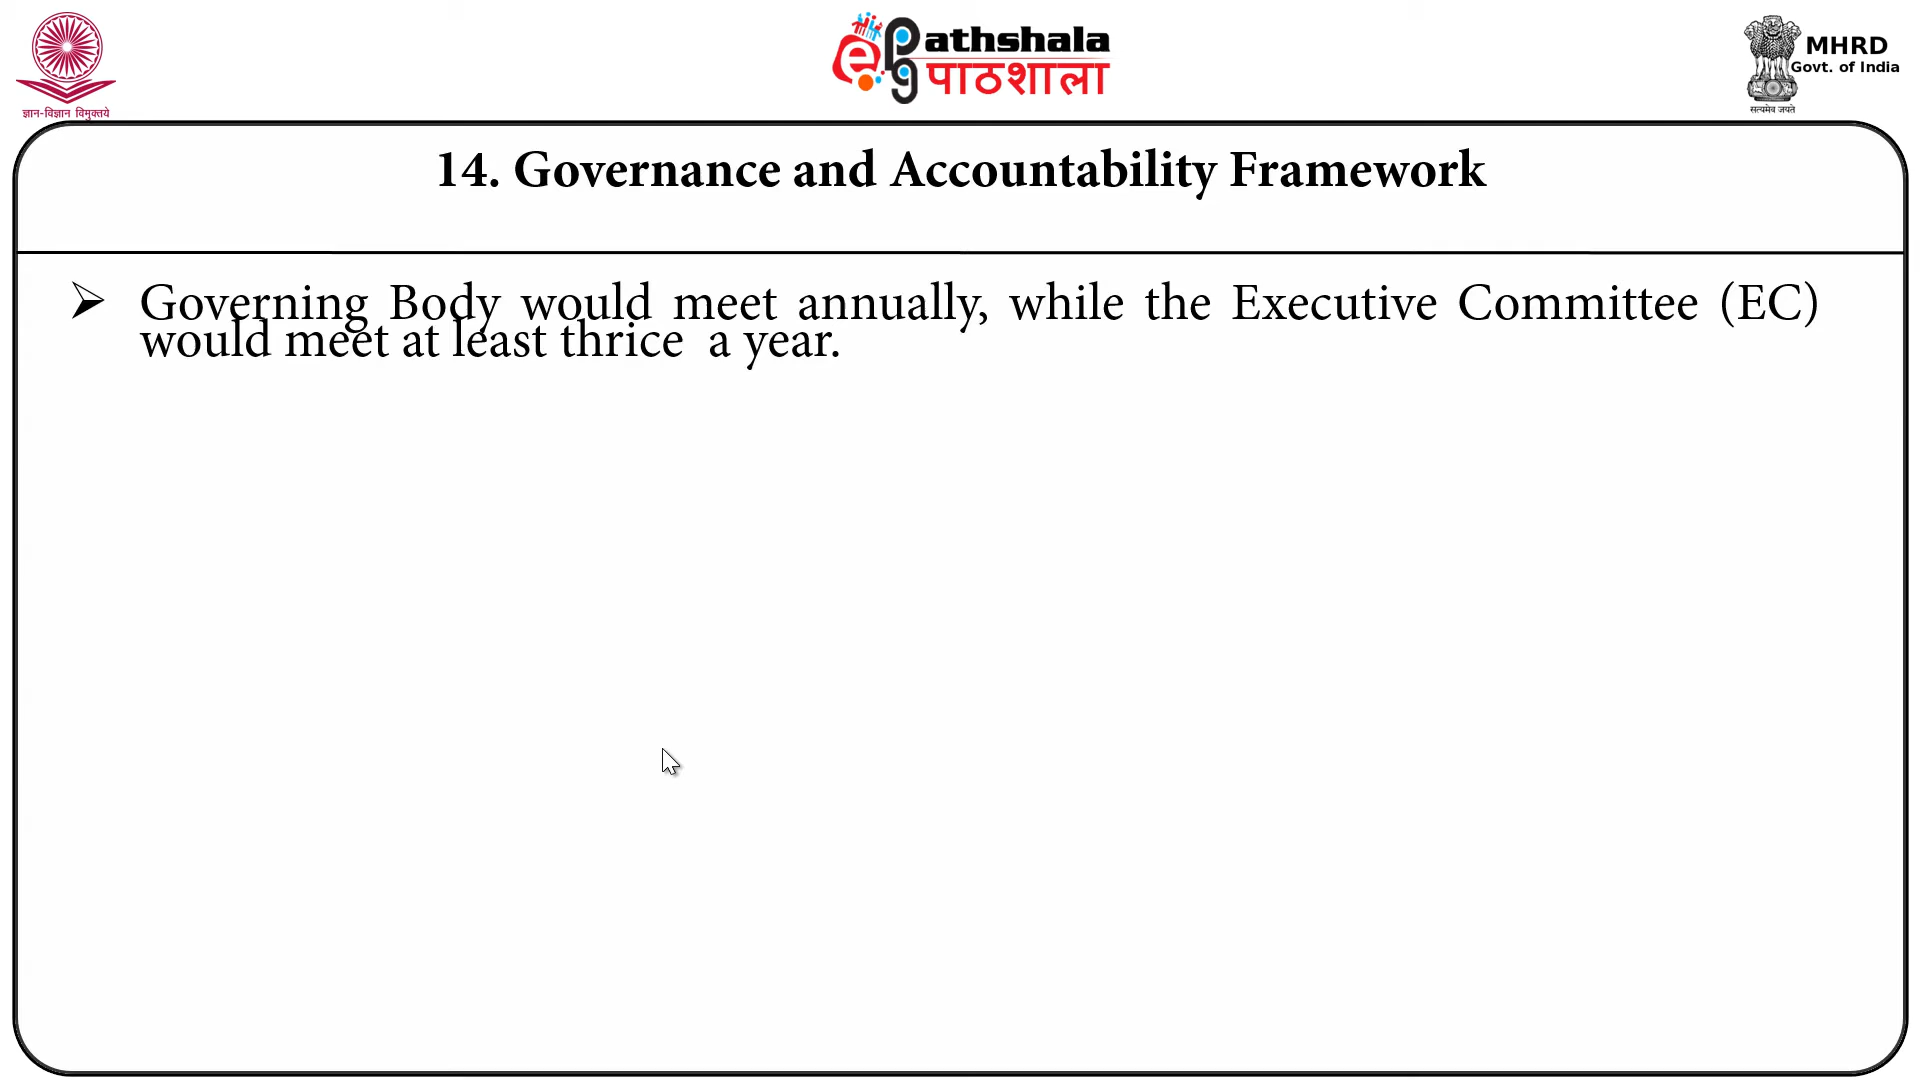 ज्ञान-विज्ञान विमुक्तये
ePathshala
पाठशाला
MHRD
Govt. of India
सत्यमेव जयते
14. Governance and Accountability Framework
➢ Governing Body would meet annually, while the Executive Committee (EC)
would meet at least thrice a year.